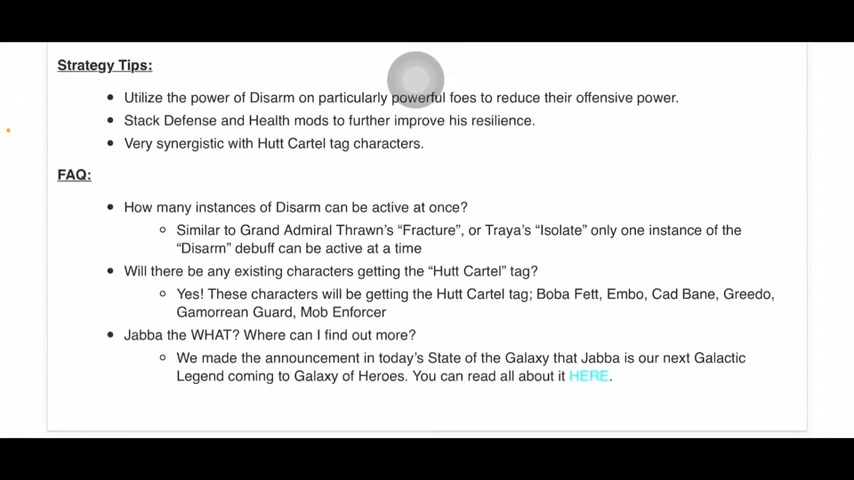 Strategy Tips:
• Utilize the power of Disarm on particularly powerful foes to reduce their offensive power.
• Stack Defense and Health mods to further improve his resilience.
• Very synergistic with Hutt Cartel tag characters.
FAQ:
• How many instances of Disarm can be active at once?
○ Similar to Grand Admiral Thrawn’s “Fracture”, or Traya’s “Isolate” only one instance of the
“Disarm” debuff can be active at a time
• Will there be any existing characters getting the “Hutt Cartel” tag?
○ Yes! These characters will be getting the Hutt Cartel tag; Boba Fett, Embo, Cad Bane, Greedo,
Gamorrean Guard, Mob Enforcer
• Jabba the WHAT? Where can I find out more?
○ We made the announcement in today’s State of the Galaxy that Jabba is our next Galactic
Legend coming to Galaxy of Heroes. You can read all about it HERE.